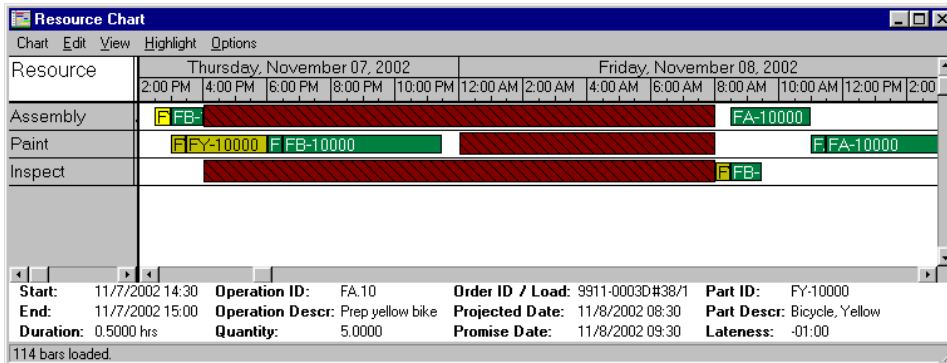 Resource Chart
Chart Edit View Highlight Options
Resource
Thursday, November 07, 2002 Friday, November 08, 2002
2:00 PM 4:00 PM 6:00 PM 8:00 PM 10:00 PM 12:00 AM 2:00 AM 4:00 AM 6:00 AM 8:00 AM 10:00 AM 12:00 PM 2:00
Assembly F FB- FA-10000
Paint F FY-10000 F FB-10000 F. FA-10000
Inspect F FB-
Start: 11/7/2002 14:30 Operation ID: FA.10 Order ID / Load: 9911-0003D#38/1 Part ID: FY-10000
End: 11/7/2002 15:00 Operation Descr: Prep yellow bike Projected Date: 11/8/2002 08:30 Part Descr: Bicycle, Yellow
Duration: 0.5000 hrs Quantity: 5.0000 Promise Date: 11/8/2002 09:30 Lateness: -01:00
114 bars loaded.